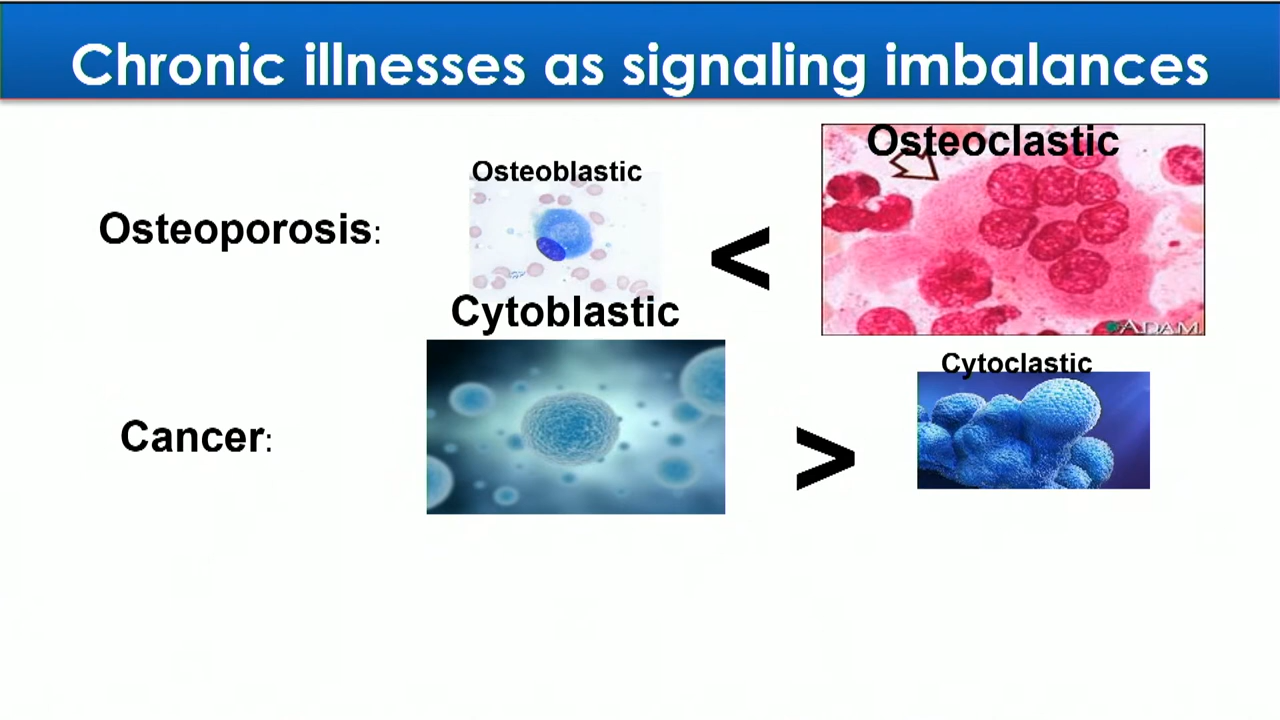 Chronic illnesses as signaling imbalances
Osteoporosis:
Osteoblastic
<
Osteoclastic
ADAM
Cancer:
Cytoblastic
>
Cytoclastic